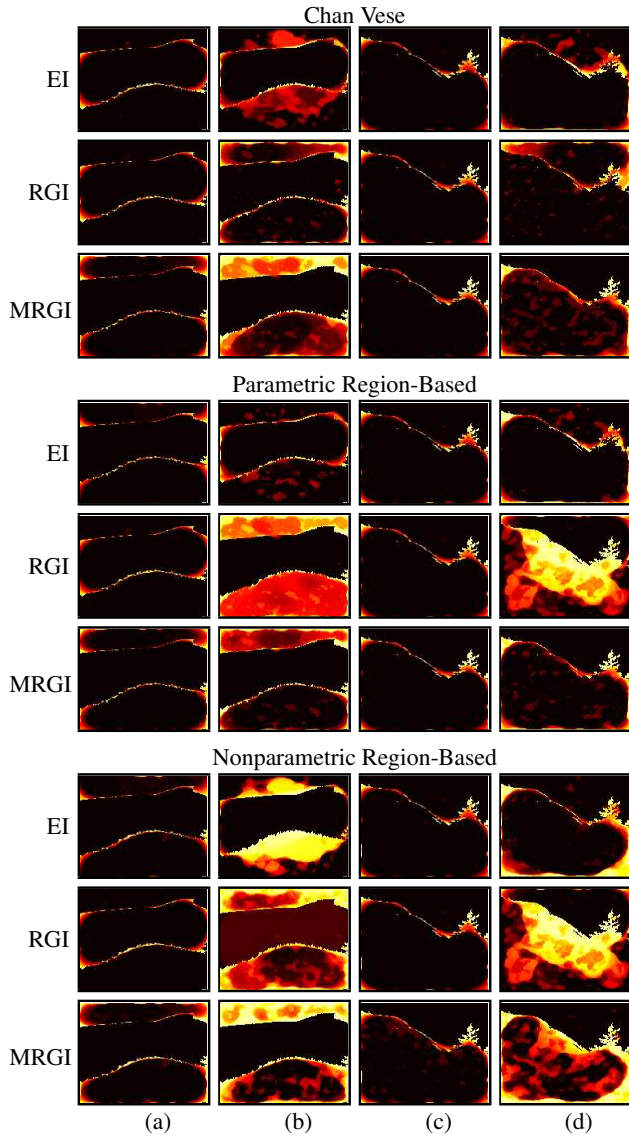 Chan Vese
EI
RGI
MRGI
Parametric Region-Based
EI
RGI
MRGI
Nonparametric Region-Based
EI
RGI
MRGI
(a) (b) (c) (d)